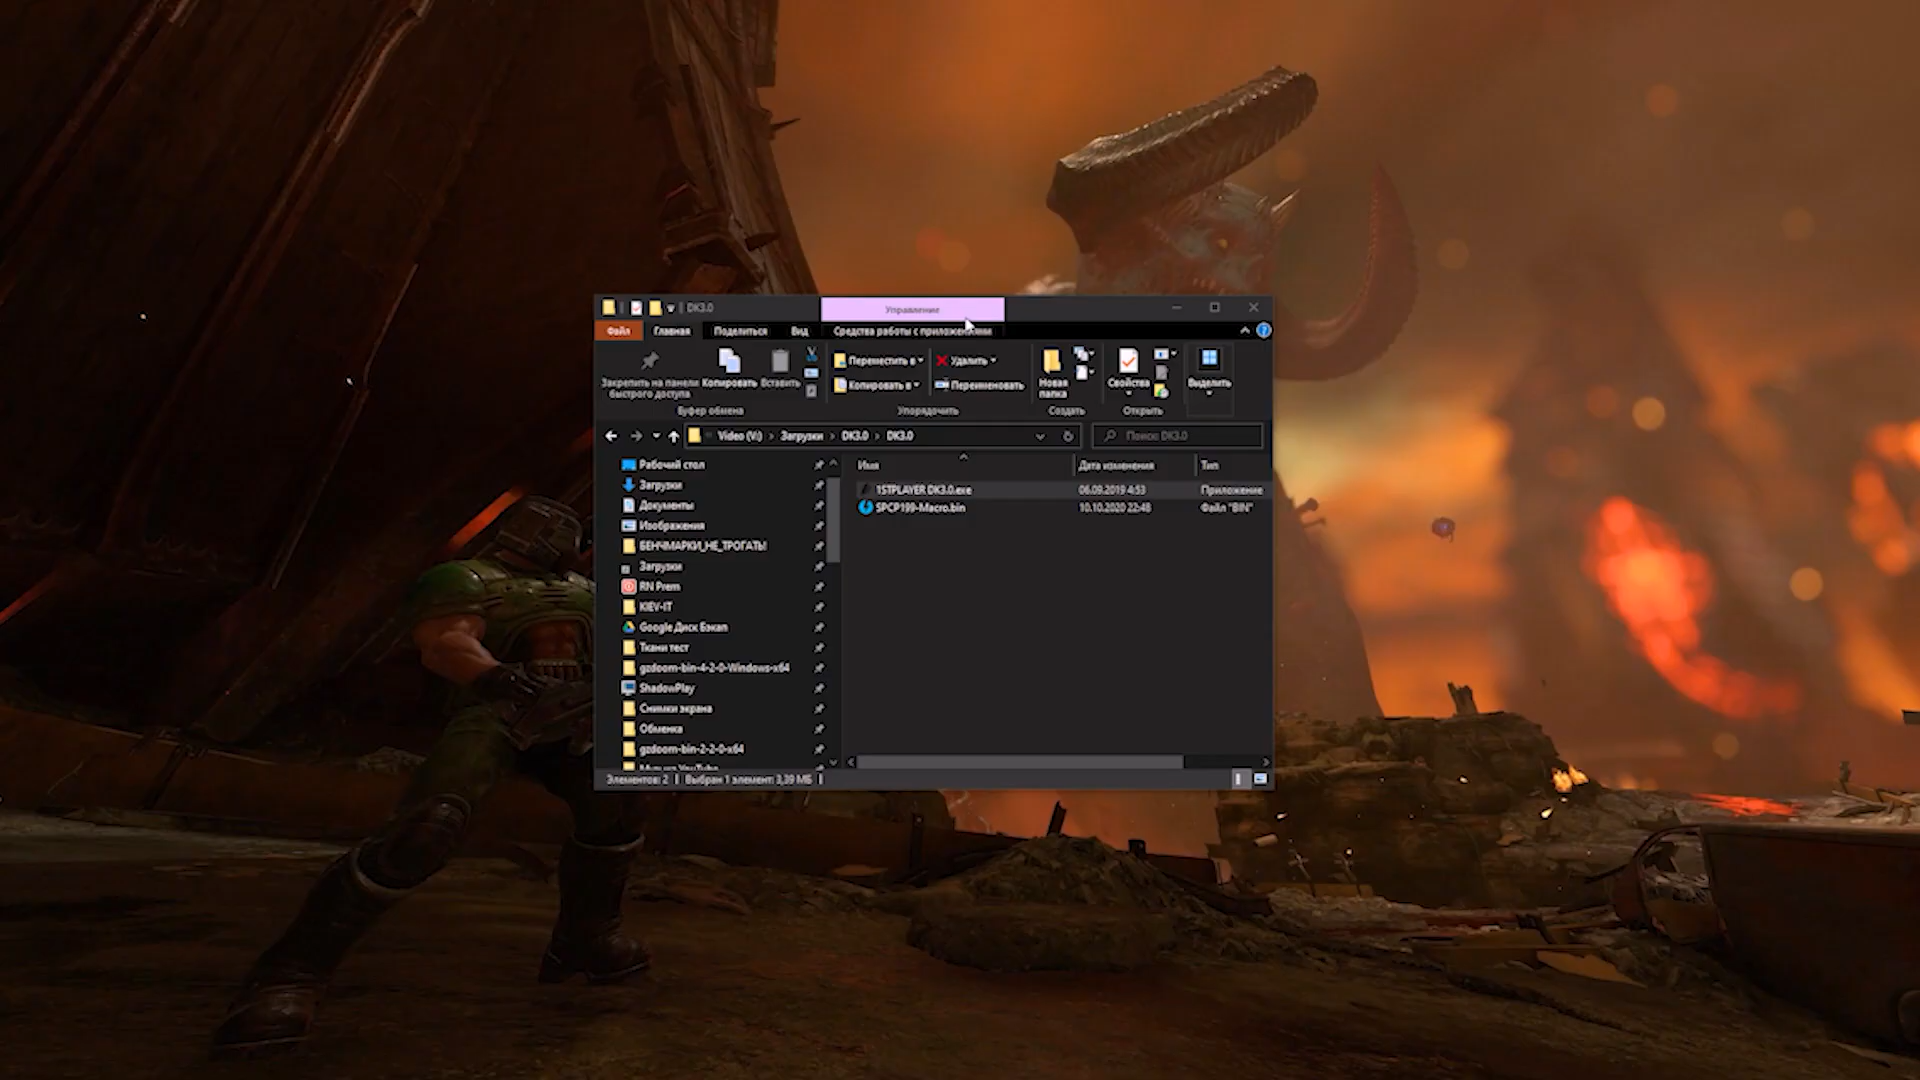 DK3.0
Управление
Файл
Главная
Поделиться
Вид
Средства работы с приложениями
Закрепить на панели
быстрого доступа
Копировать
Вставить
Переместить в
Копировать в
Удалить
Переименовать
Новая
папка
Свойства
Выделить
Буфер обмена
Упорядочить
Создать
Открыть
Video (V:) > Загрузки > DK3.0 > DK3.0
Поиск: DK3.0
Имя
Дата изменения
Тип
1STPLAYER DK3.0.exe
06.09.2019 4:53
Приложение
SPCP199-Macro.bin
10.10.2020 22:48
Файл "BIN"
Рабочий стол
Загрузки
Документы
Изображения
БЕНЧМАРКИ_НЕ_ТРОГАТЬ!
Загрузки
RN Prem
KIEV-IT
Google Диск Бэкап
Ткани тест
gzdoom-bin-4-2-0-Windows-x64
ShadowPlay
Снимки экрана
Обменка
gzdoom-bin-2-2-0-x64
Музыка YouTube
Элементов: 2
Выбран 1 элемент: 3,39 МБ